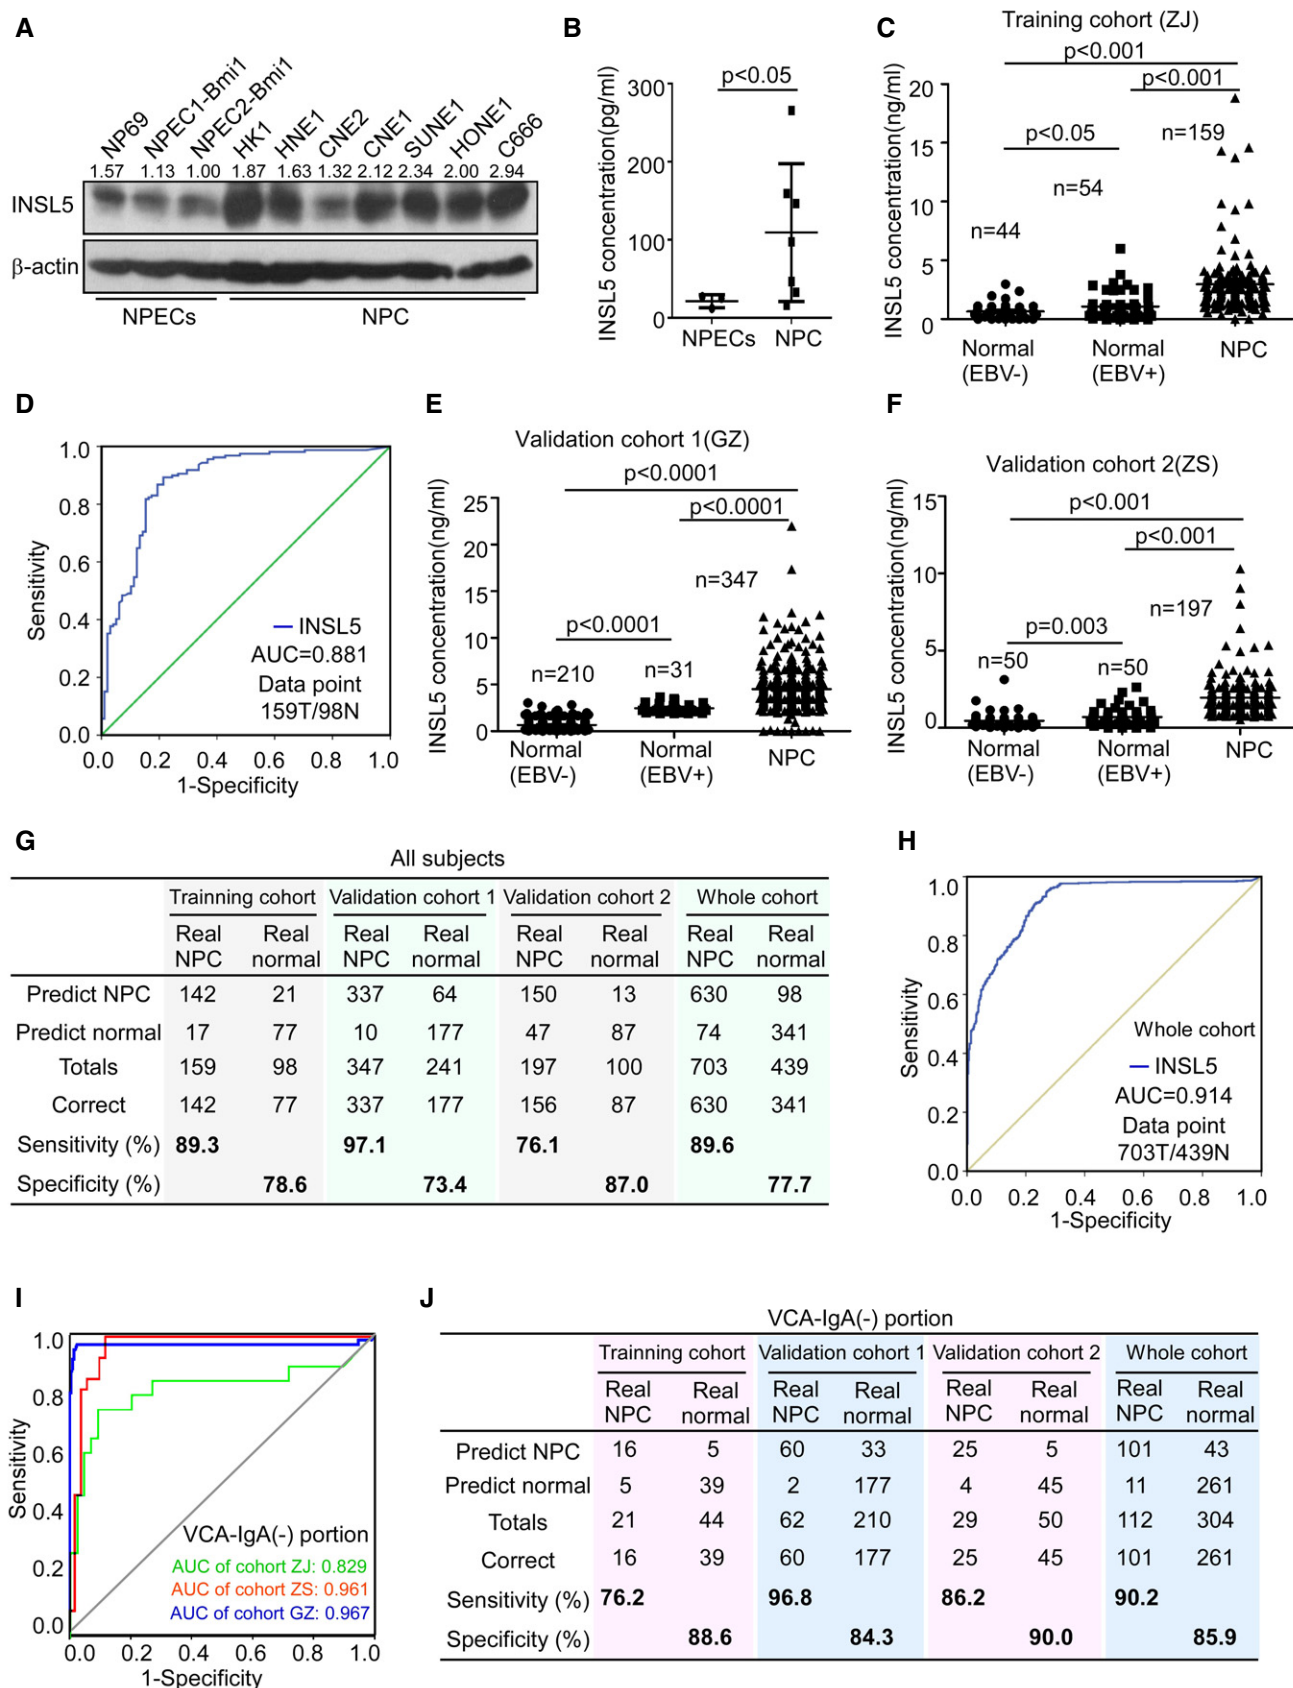 A
NP69 NPEC1-Bmi1 NPEC2-Bmi1 HK1 HNE1 CNE2 CNE1 SUNE1 HONE1 C666
1.57 1.13 1.00 1.87 1.63 1.32 2.12 2.34 2.00 2.94
INSL5
β-actin
NPECs NPC
B
INSL5 concentration(pg/ml)
p<0.05
300
200
100
0
NPECs NPC
C
Training cohort (ZJ)
INSL5 concentration(ng/ml)
p<0.001
p<0.001
p<0.05
n=159
n=54
n=44
20
15
10
5
0
Normal (EBV-)
Normal (EBV+)
NPC
D
Sensitivity
1.0
0.8
0.6
0.4
0.2
0.0
INSL5
AUC=0.881
Data point
159T/98N
0.0 0.2 0.4 0.6 0.8 1.0
1-Specificity
E
Validation cohort 1(GZ)
INSL5 concentration(ng/ml)
p<0.0001
p<0.0001
n=347
p<0.0001
n=210 n=31
25
20
15
10
5
0
Normal (EBV-)
Normal (EBV+)
NPC
F
Validation cohort 2(ZS)
INSL5 concentration(ng/ml)
p<0.001
p<0.001
n=197
p=0.003
n=50 n=50
15
10
5
0
Normal (EBV-)
Normal (EBV+)
NPC
G
All subjects
Trainning cohort Validation cohort 1 Validation cohort 2 Whole cohort
Real NPC Real normal Real NPC Real normal Real NPC Real normal Real NPC Real normal
Predict NPC 142 21 337 64 150 13 630 98
Predict normal 17 77 10 177 47 87 74 341
Totals 159 98 347 241 197 100 703 439
Correct 142 77 337 177 156 87 630 341
Sensitivity (%) 89.3 97.1 76.1 89.6
Specificity (%) 78.6 73.4 87.0 77.7
H
Sensitivity
1.0
0.8
0.6
0.4
0.2
0.0
Whole cohort
INSL5
AUC=0.914
Data point
703T/439N
0.0 0.2 0.4 0.6 0.8 1.0
1-Specificity
I
Sensitivity
1.0
0.8
0.6
0.4
0.2
0.0
VCA-IgA(-) portion
AUC of cohort ZJ: 0.829
AUC of cohort ZS: 0.961
AUC of cohort GZ: 0.967
0.0 0.2 0.4 0.6 0.8 1.0
1-Specificity
J
VCA-IgA(-) portion
Trainning cohort Validation cohort 1 Validation cohort 2 Whole cohort
Real NPC Real normal Real NPC Real normal Real NPC Real normal Real NPC Real normal
Predict NPC 16 5 60 33 25 5 101 43
Predict normal 5 39 2 177 4 45 11 261
Totals 21 44 62 210 29 50 112 304
Correct 16 39 60 177 25 45 101 261
Sensitivity (%) 76.2 96.8 86.2 90.2
Specificity (%) 88.6 84.3 90.0 85.9